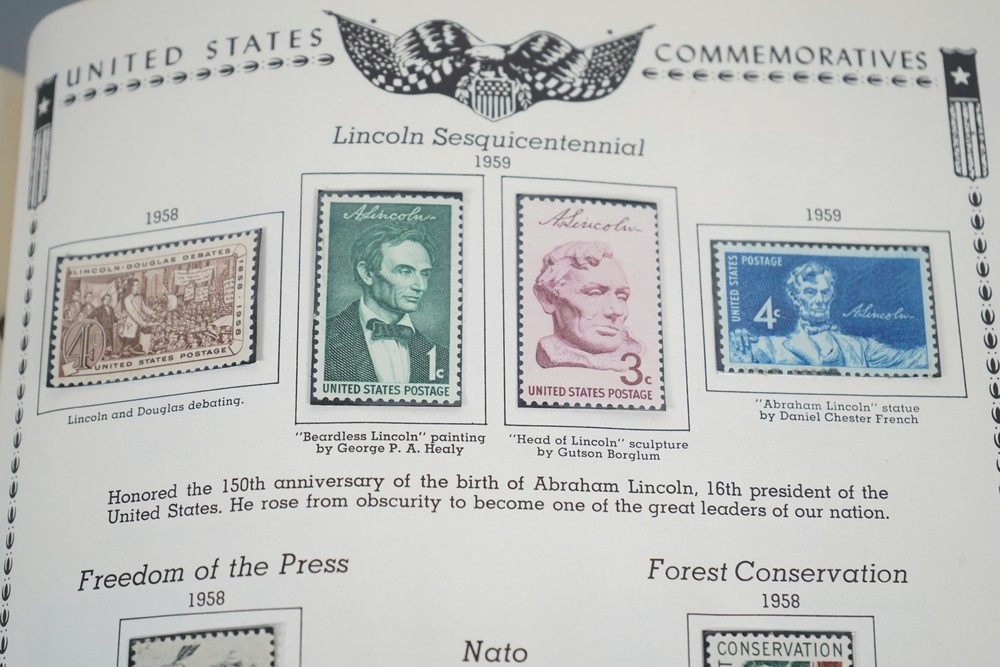 UNITED STATES COMMEMORATIVES
Lincoln Sesquicentennial
1959
1958
LINCOLN-DOUGLAS DEBATES
1858 · 1958
4¢
UNITED STATES POSTAGE
Lincoln and Douglas debating.
A. Lincoln
1c
UNITED STATES POSTAGE
"Beardless Lincoln" painting
by George P. A. Healy
A. Lincoln
3c
UNITED STATES POSTAGE
"Head of Lincoln" sculpture
by Gutson Borglum
1959
UNITED STATES
POSTAGE
4c
A. Lincoln
"Abraham Lincoln" statue
by Daniel Chester French
Honored the 150th anniversary of the birth of Abraham Lincoln, 16th president of the
United States. He rose from obscurity to become one of the great leaders of our nation.
Freedom of the Press
1958
Nato
Forest Conservation
1958
CONSERVATION